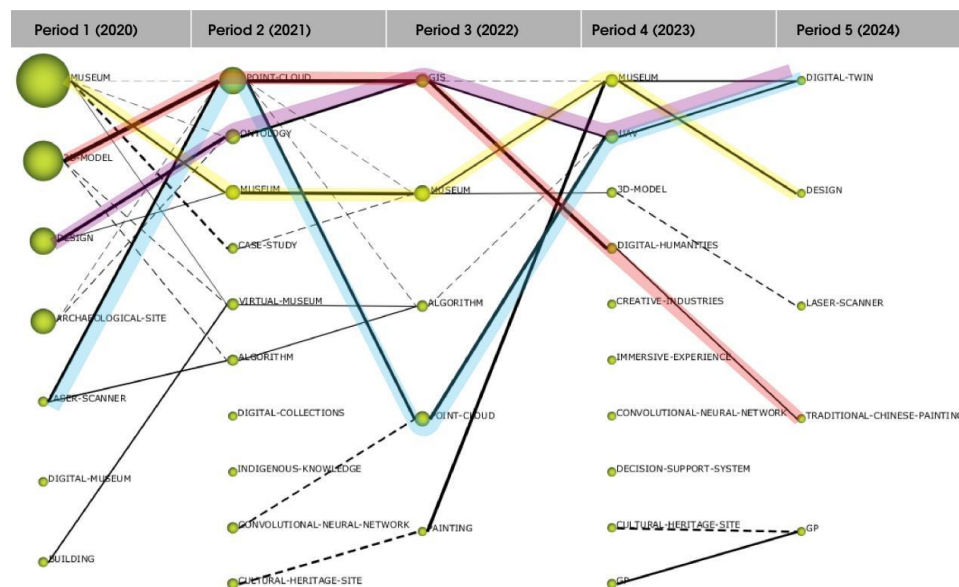 Period 1 (2020)
Period 2 (2021)
Period 3 (2022)
Period 4 (2023)
Period 5 (2024)
MUSEUM
3D-MODEL
DESIGN
ARCHAEOLOGICAL-SITE
LASER-SCANNER
DIGITAL-MUSEUM
BUILDING
POINT-CLOUD
ONTOLOGY
MUSEUM
CASE-STUDY
VIRTUAL-MUSEUM
ALGORITHM
DIGITAL-COLLECTIONS
INDIGENOUS-KNOWLEDGE
CONVOLUTIONAL-NEURAL-NETWORK
CULTURAL-HERITAGE-SITE
GIS
MUSEUM
ALGORITHM
POINT-CLOUD
PAINTING
MUSEUM
UAV
3D-MODEL
DIGITAL-HUMANITIES
CREATIVE-INDUSTRIES
IMMERSIVE-EXPERIENCE
CONVOLUTIONAL-NEURAL-NETWORK
DECISION-SUPPORT-SYSTEM
CULTURAL-HERITAGE-SITE
GP
DIGITAL-TWIN
DESIGN
LASER-SCANNER
TRADITIONAL-CHINESE-PAINTING
GP